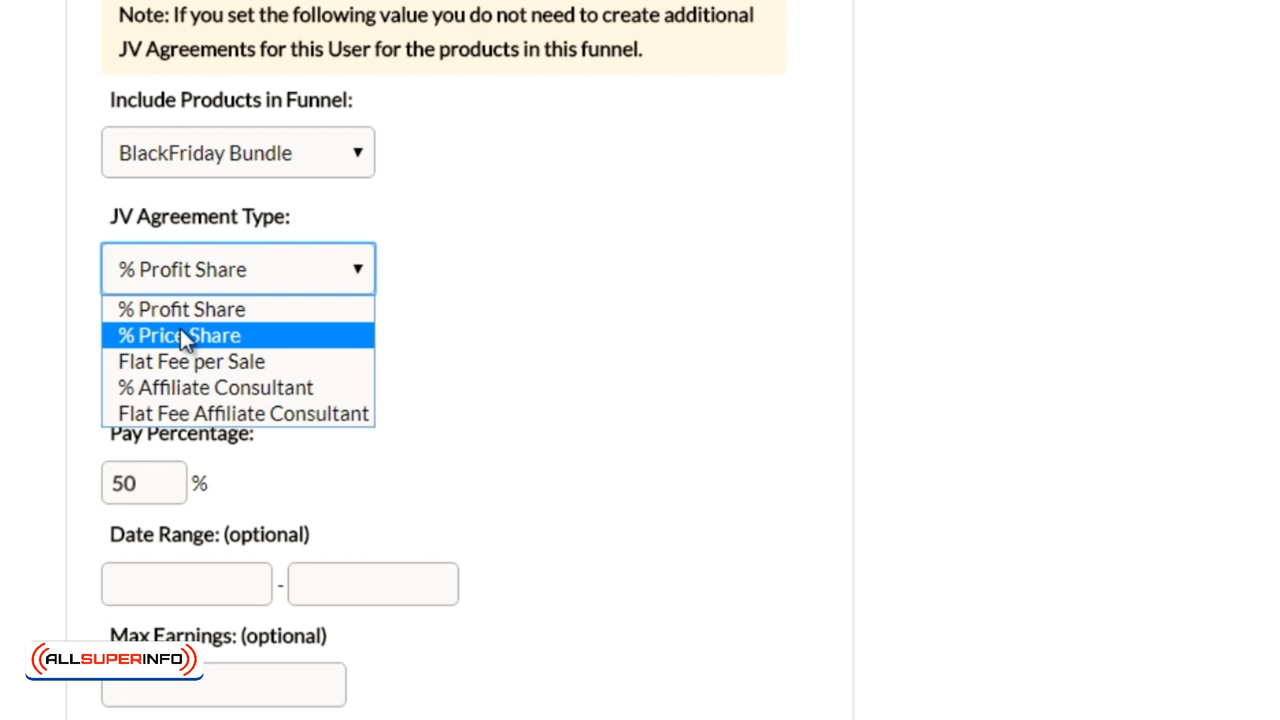 Note: If you set the following value you do not need to create additional
JV Agreements for this User for the products in this funnel.
Include Products in Funnel:
BlackFriday Bundle
JV Agreement Type:
% Profit Share
% Profit Share
% Price Share
Flat Fee per Sale
% Affiliate Consultant
Flat Fee Affiliate Consultant
Pay Percentage:
50 %
Date Range: (optional)
-
Max Earnings: (optional)
ALLSUPERINFO